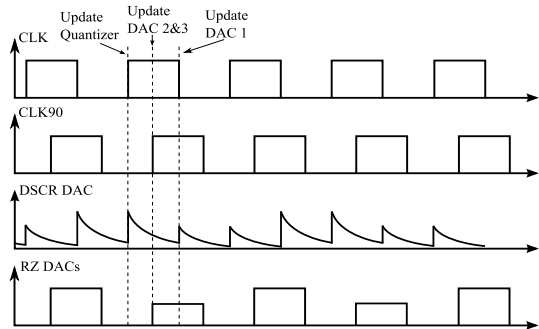 Update
Quantizer
Update
DAC 2&3
Update
DAC 1
CLK
CLK90
DSCR DAC
RZ DACs